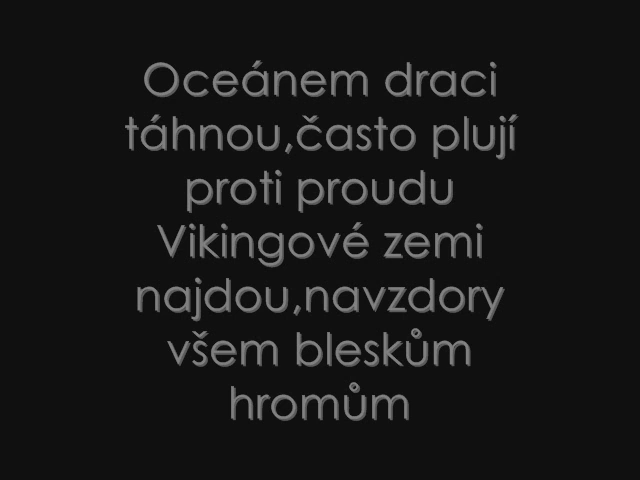 Oceánem draci
táhnou,často plují
proti proudu
Vikingové zemi
najdou,navzdory
všem bleskům
hromům